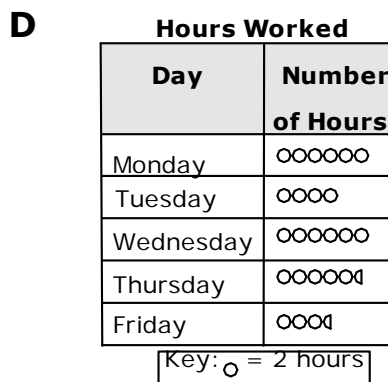 D
Hours Worked
Day Number
of Hours
Monday
Tuesday
Wednesday
Thursday
Friday
Key: = 2 hours